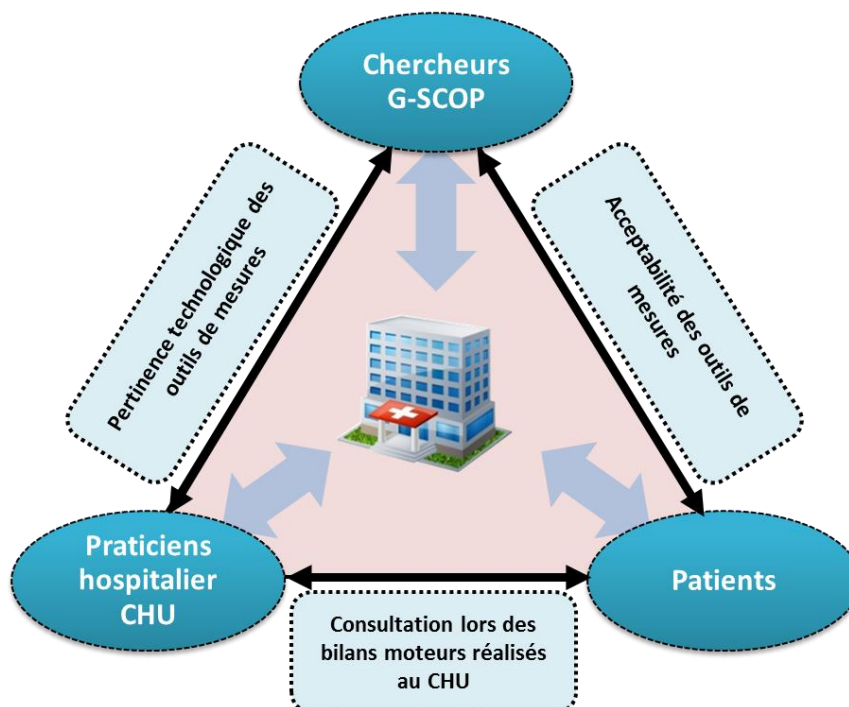 Chercheurs
G-SCOP
Pertinence technologique des
outils de mesures
Acceptabilité des outils de
mesures
Praticiens
hospitalier
CHU
Patients
Consultation lors des
bilans moteurs réalisés
au CHU